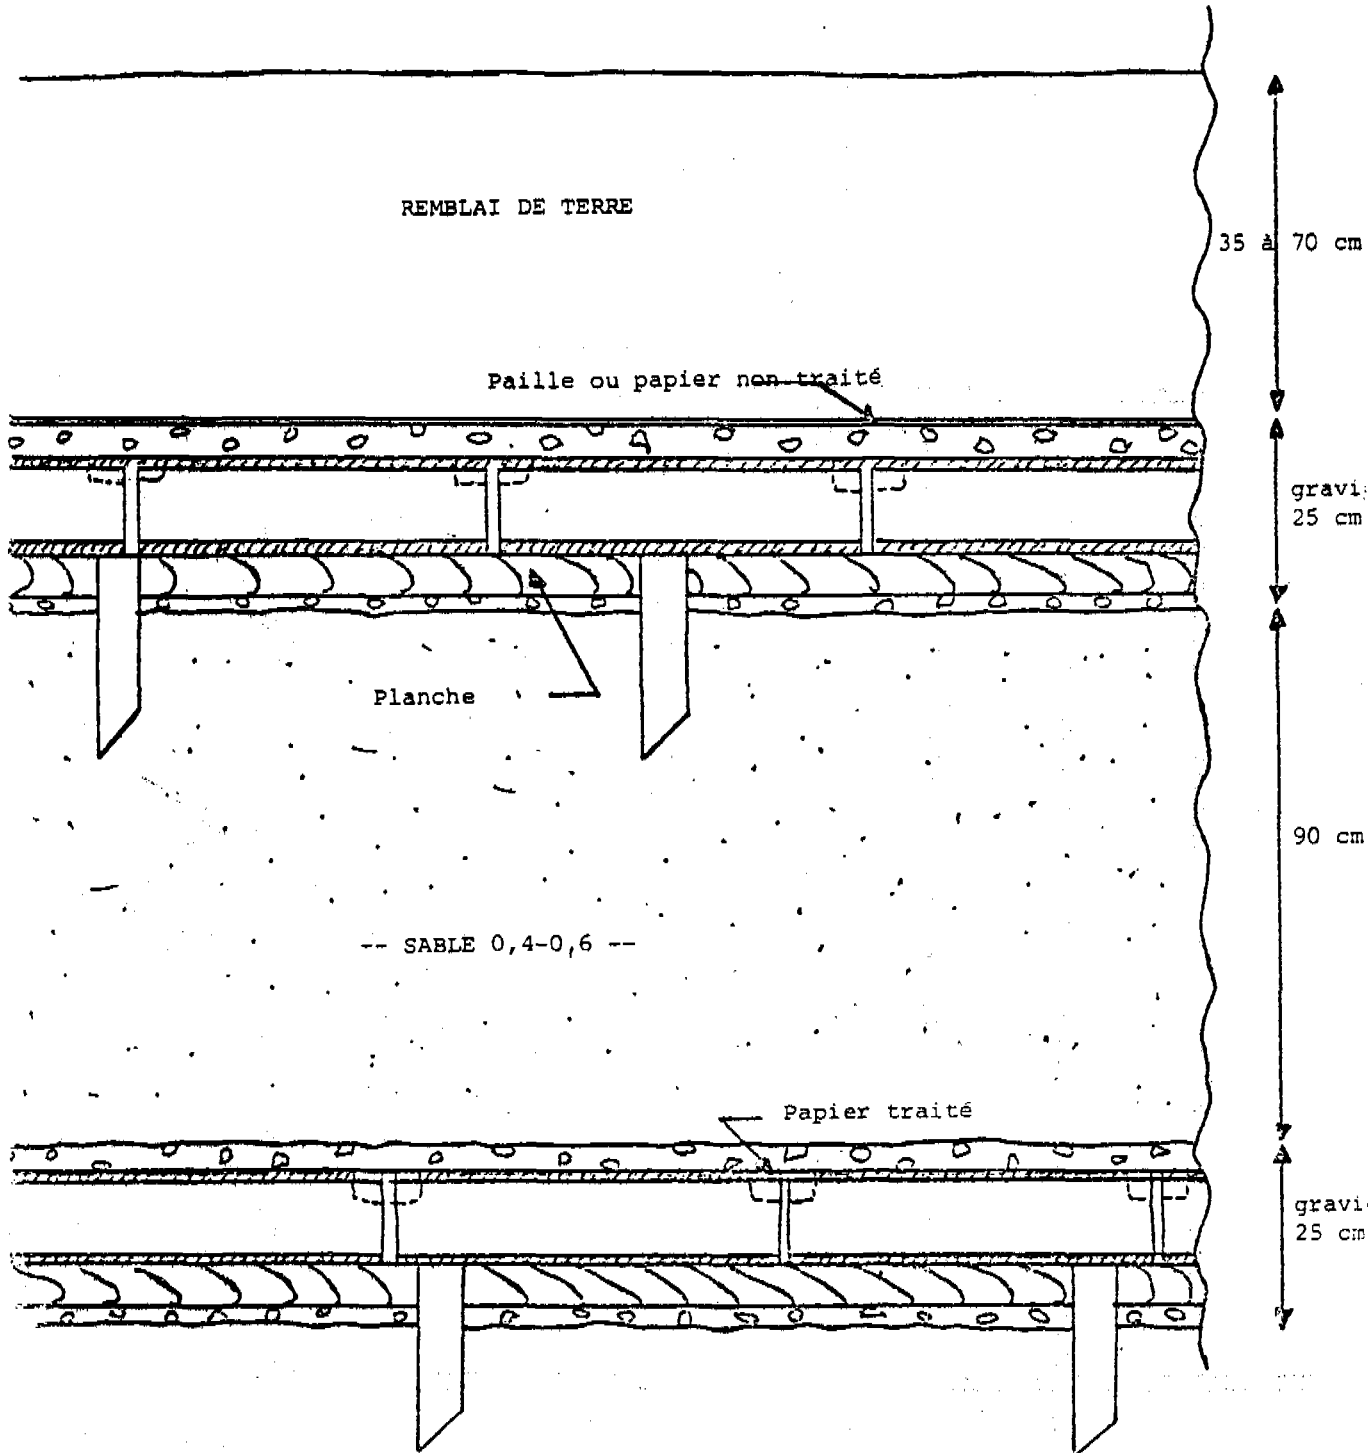 REMBLAI DE TERRE
35 à 70 cm
Paille ou papier non traité
25 cm
Planche
90 cm
-- SABLE 0,4-0,6 --
Papier traité
25 cm